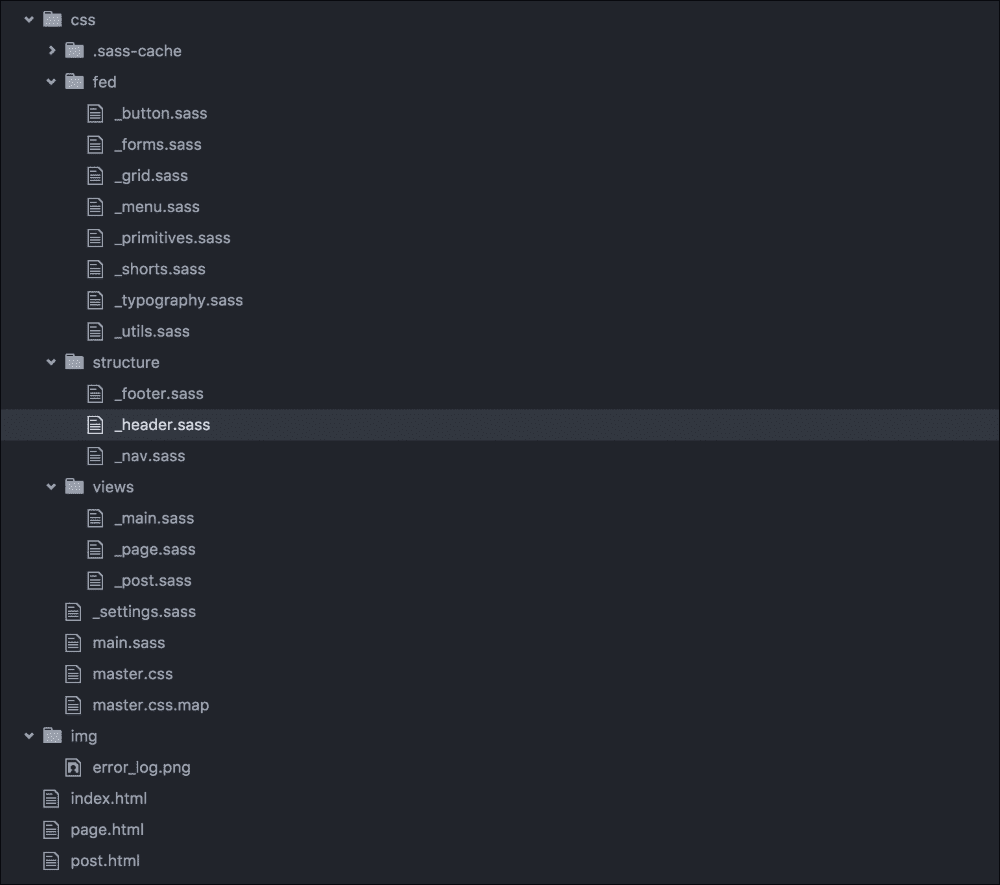 css
.sass-cache
fed
_button.sass
_forms.sass
_grid.sass
_menu.sass
_primitives.sass
_shorts.sass
_typography.sass
_utils.sass
structure
_footer.sass
_header.sass
_nav.sass
views
_main.sass
_page.sass
_post.sass
_settings.sass
main.sass
master.css
master.css.map
img
error_log.png
index.html
page.html
post.html